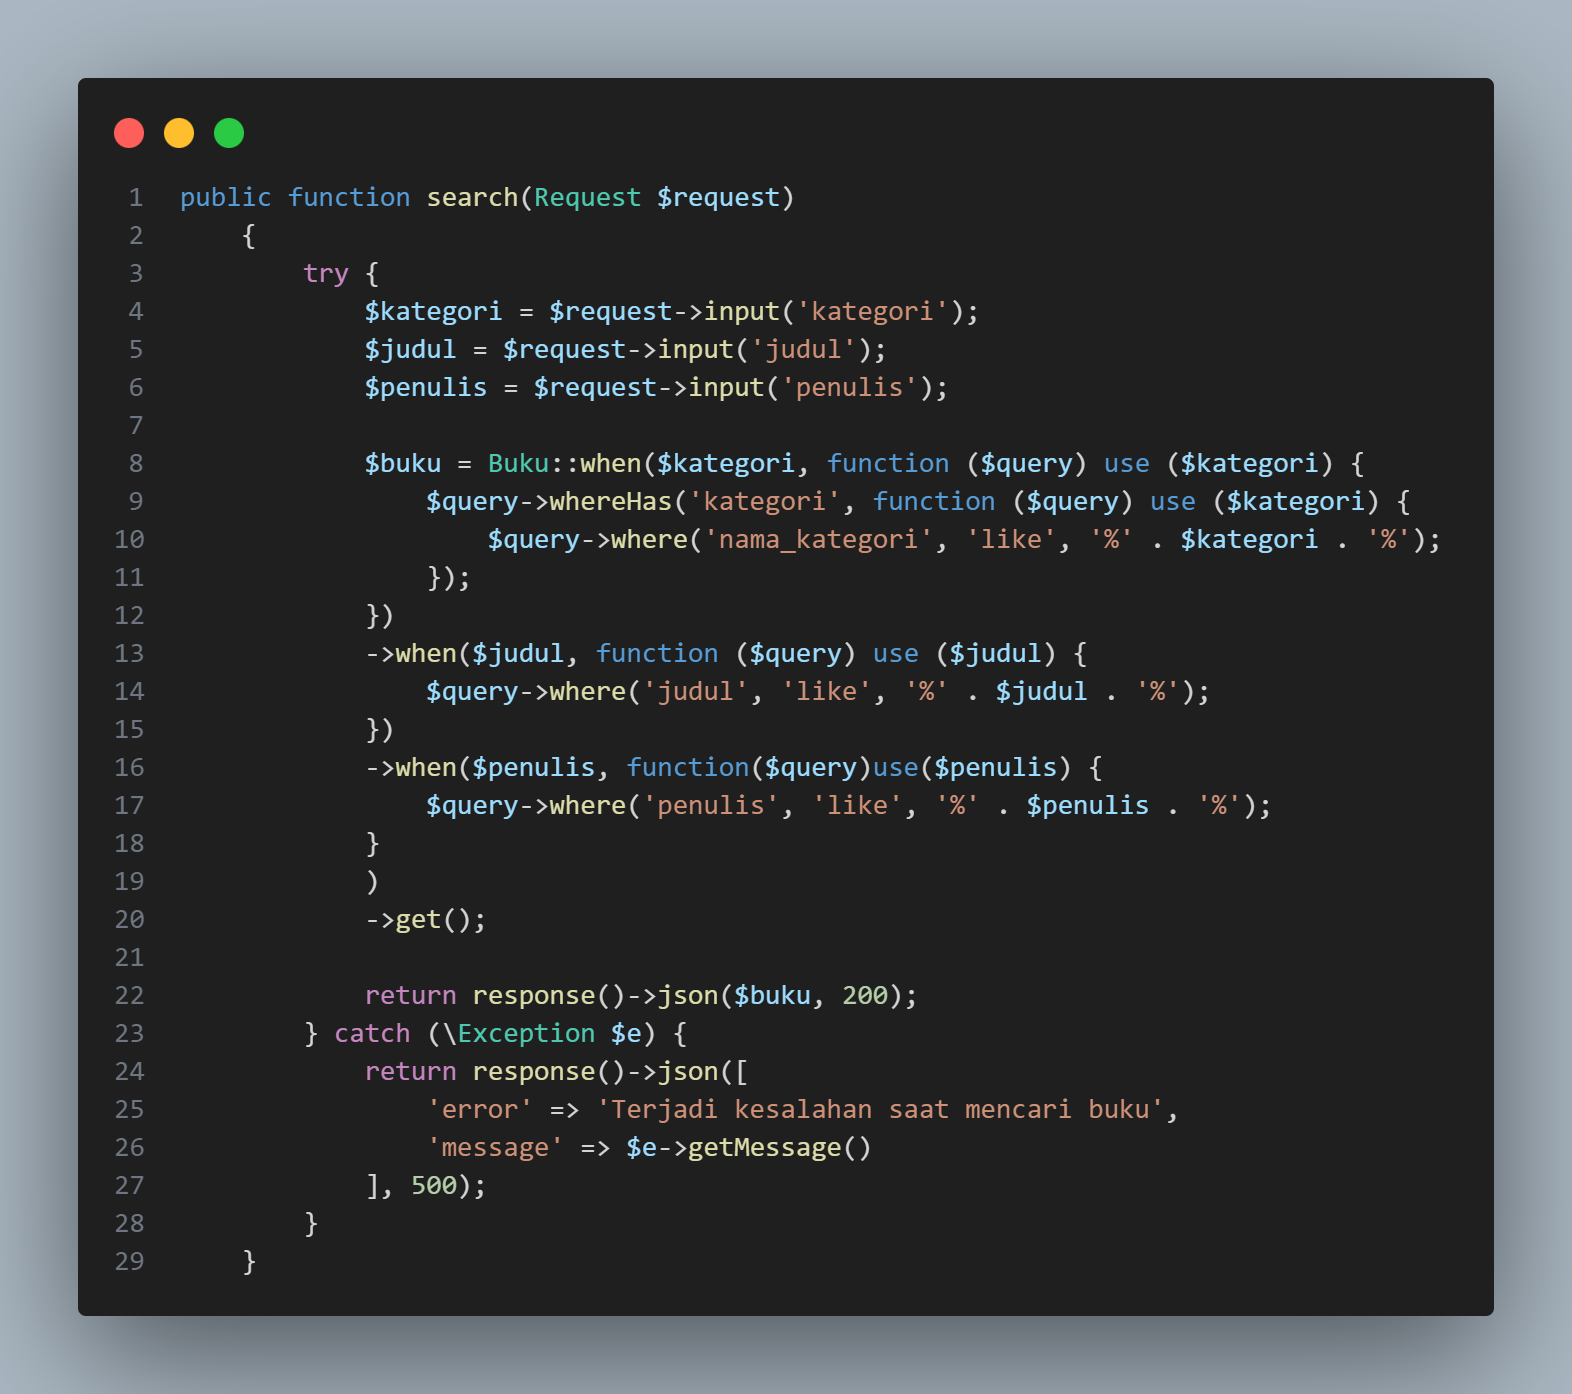 1 public function search(Request $request)
2     {
3         try {
4             $kategori = $request->input('kategori');
5             $judul = $request->input('judul');
6             $penulis = $request->input('penulis');
7
8             $buku = Buku::when($kategori, function ($query) use ($kategori) {
9                 $query->whereHas('kategori', function ($query) use ($kategori) {
10                     $query->where('nama_kategori', 'like', '%' . $kategori . '%');
11                 });
12             })
13             ->when($judul, function ($query) use ($judul) {
14                 $query->where('judul', 'like', '%' . $judul . '%');
15             })
16             ->when($penulis, function($query)use($penulis) {
17                 $query->where('penulis', 'like', '%' . $penulis . '%');
18             }
19             )
20             ->get();
21
22             return response()->json($buku, 200);
23         } catch (\Exception $e) {
24             return response()->json([
25                 'error' => 'Terjadi kesalahan saat mencari buku',
26                 'message' => $e->getMessage()
27             ], 500);
28         }
29     }